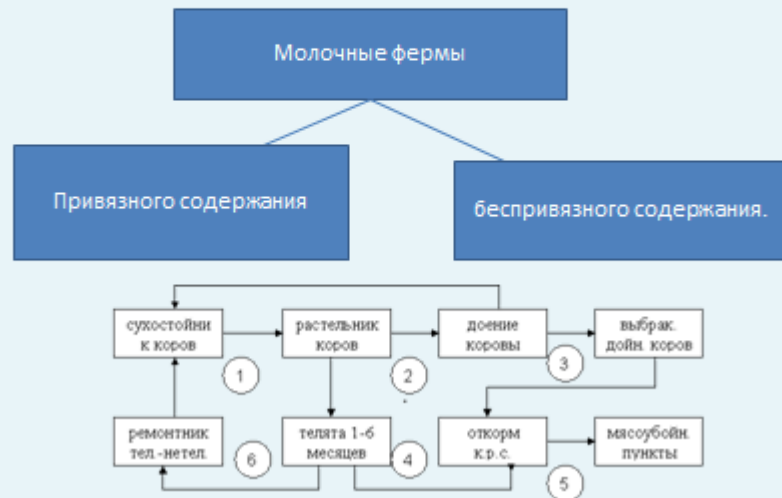 Молочные фермы
Привязного содержания
беспривязного содержания.
сухостойни
к коров
растельник
коров
доение
коровы
выбрак.
дойн. коров
1
2
3
ремонтник
тел.-нетел.
6
телята 1-6
месяцев
4
откорм
к.р.с.
5
мясоубойн.
пункты